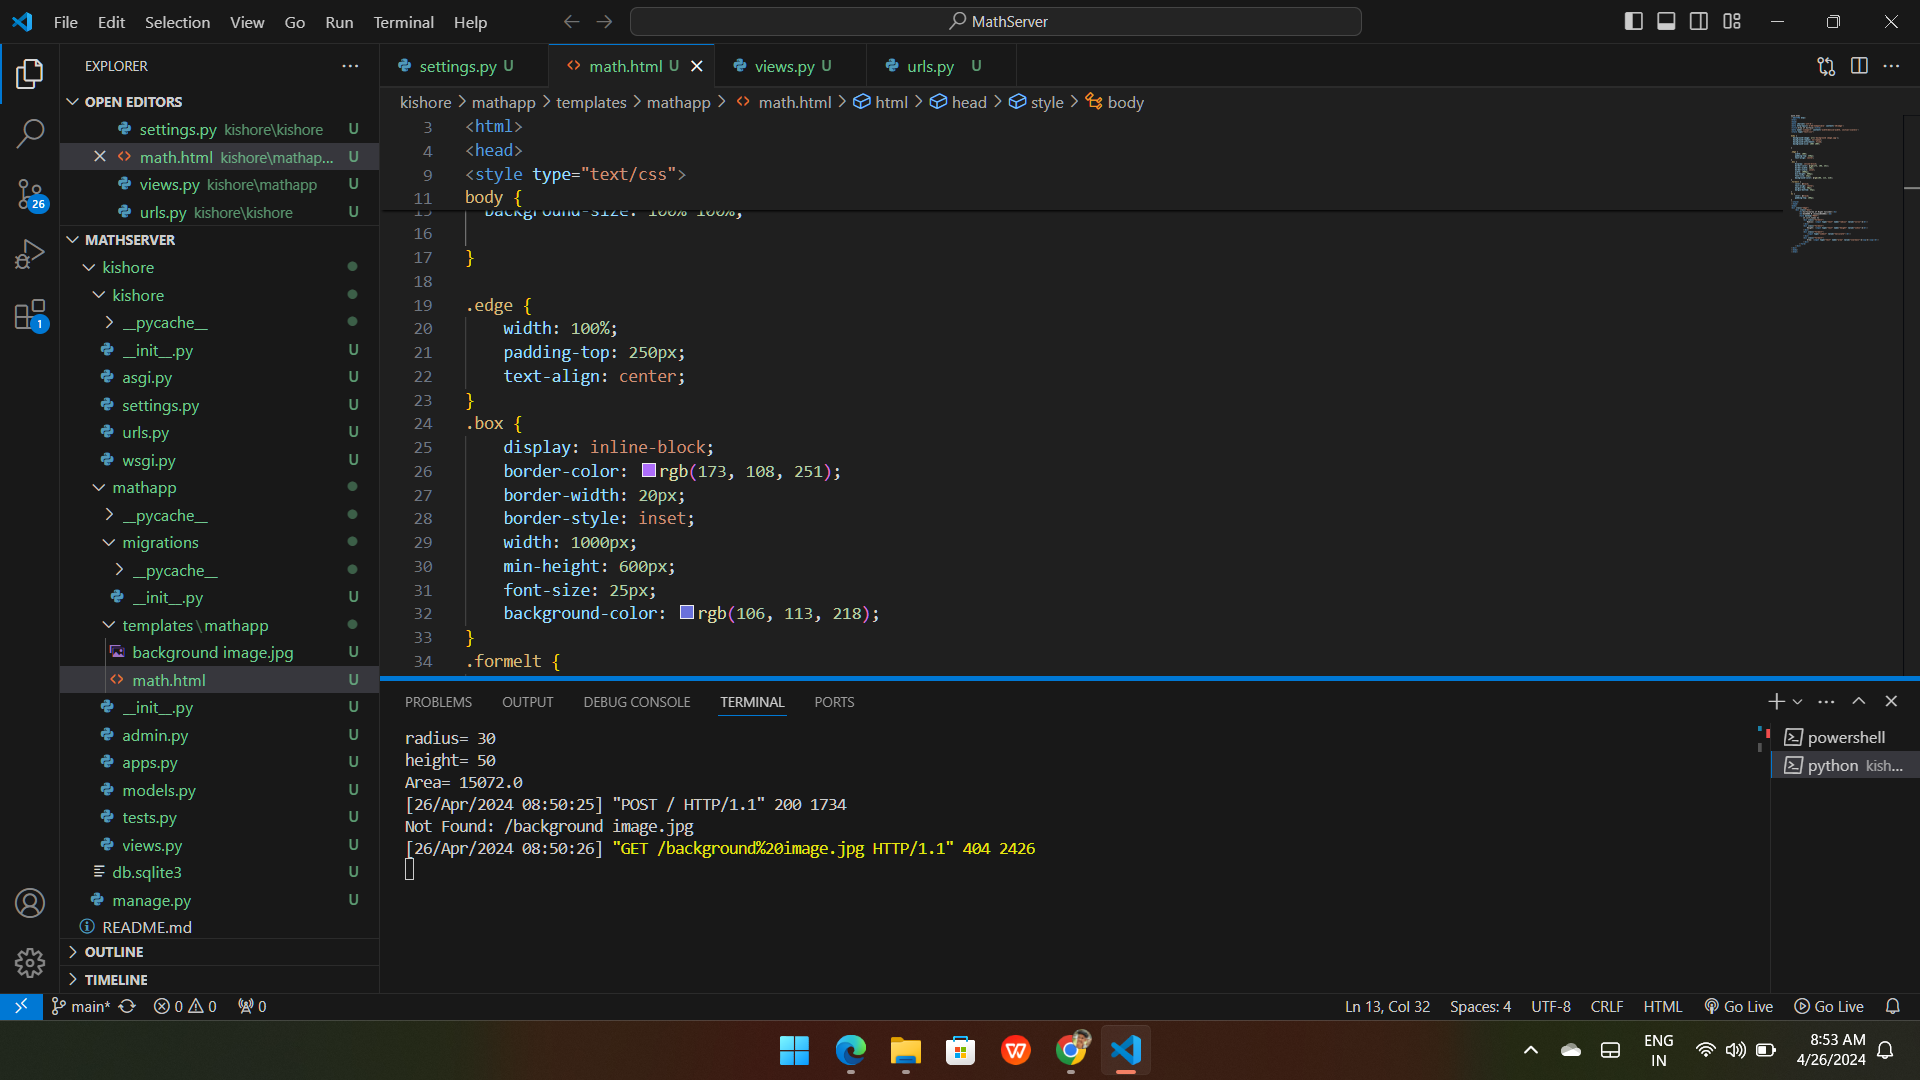 File Edit Selection View Go Run Terminal Help
MathServer
EXPLORER
OPEN EDITORS
settings.py kishore\kishore U
math.html kishore\mathap... U
views.py kishore\mathapp U
urls.py kishore\kishore U
MATHSERVER
kishore
kishore
__pycache__
__init__.py U
asgi.py U
settings.py U
urls.py U
wsgi.py U
mathapp
__pycache__
migrations
__pycache__
__init__.py U
templates\mathapp
background image.jpg U
math.html U
__init__.py U
admin.py U
apps.py U
models.py U
tests.py U
views.py U
db.sqlite3 U
manage.py U
README.md
OUTLINE
TIMELINE
26
1
settings.py U
math.html U
views.py U
urls.py U
kishore > mathapp > templates > mathapp > math.html > html > head > style > body
3 <html>
4 <head>
9 <style type="text/css">
11 body {
15 background-size: 100% 100%;
16
17 }
18
19 .edge {
20 width: 100%;
21 padding-top: 250px;
22 text-align: center;
23 }
24 .box {
25 display: inline-block;
26 border-color: rgb(173, 108, 251);
27 border-width: 20px;
28 border-style: inset;
29 width: 1000px;
30 min-height: 600px;
31 font-size: 25px;
32 background-color: rgb(106, 113, 218);
33 }
34 .formelt {
PROBLEMS OUTPUT DEBUG CONSOLE TERMINAL PORTS
radius= 30
height= 50
Area= 15072.0
[26/Apr/2024 08:50:25] "POST / HTTP/1.1" 200 1734
Not Found: /background image.jpg
[26/Apr/2024 08:50:26] "GET /background%20image.jpg HTTP/1.1" 404 2426
powershell
python kish...
main* 0 0 0
Ln 13, Col 32 Spaces: 4 UTF-8 CRLF HTML Go Live Go Live
ENG
IN
8:53 AM
4/26/2024